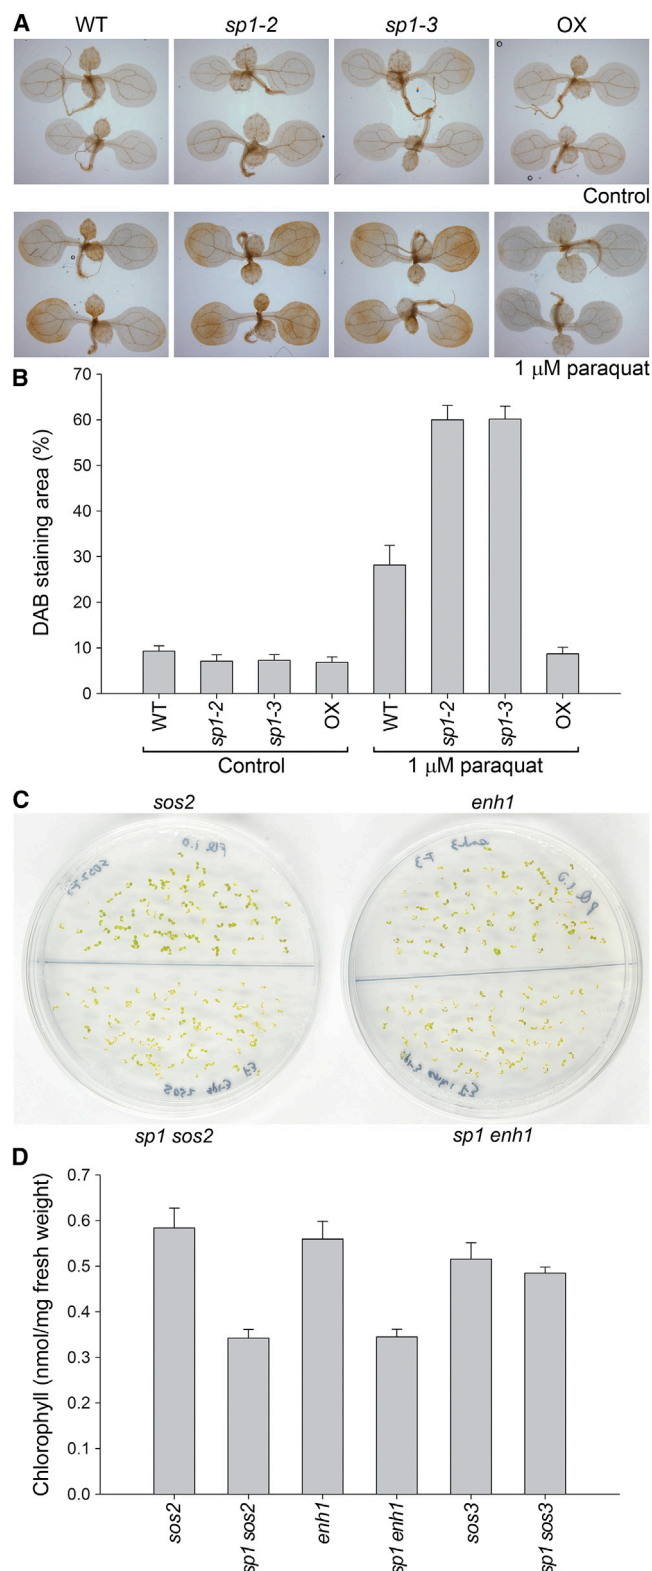 A WT sp1-2 sp1-3 OX
Control
1 µM paraquat
B
70
60
50
40
30
20
10
0
DAB staining area (%)
WT sp1-2 sp1-3 OX WT sp1-2 sp1-3 OX
Control 1 µM paraquat
C sos2 enh1
sp1 sos2 sp1 enh1
D
0.7
0.6
0.5
0.4
0.3
0.2
0.1
0.0
Chlorophyll (nmol/mg fresh weight)
sos2 sp1 sos2 enh1 sp1 enh1 sos3 sp1 sos3